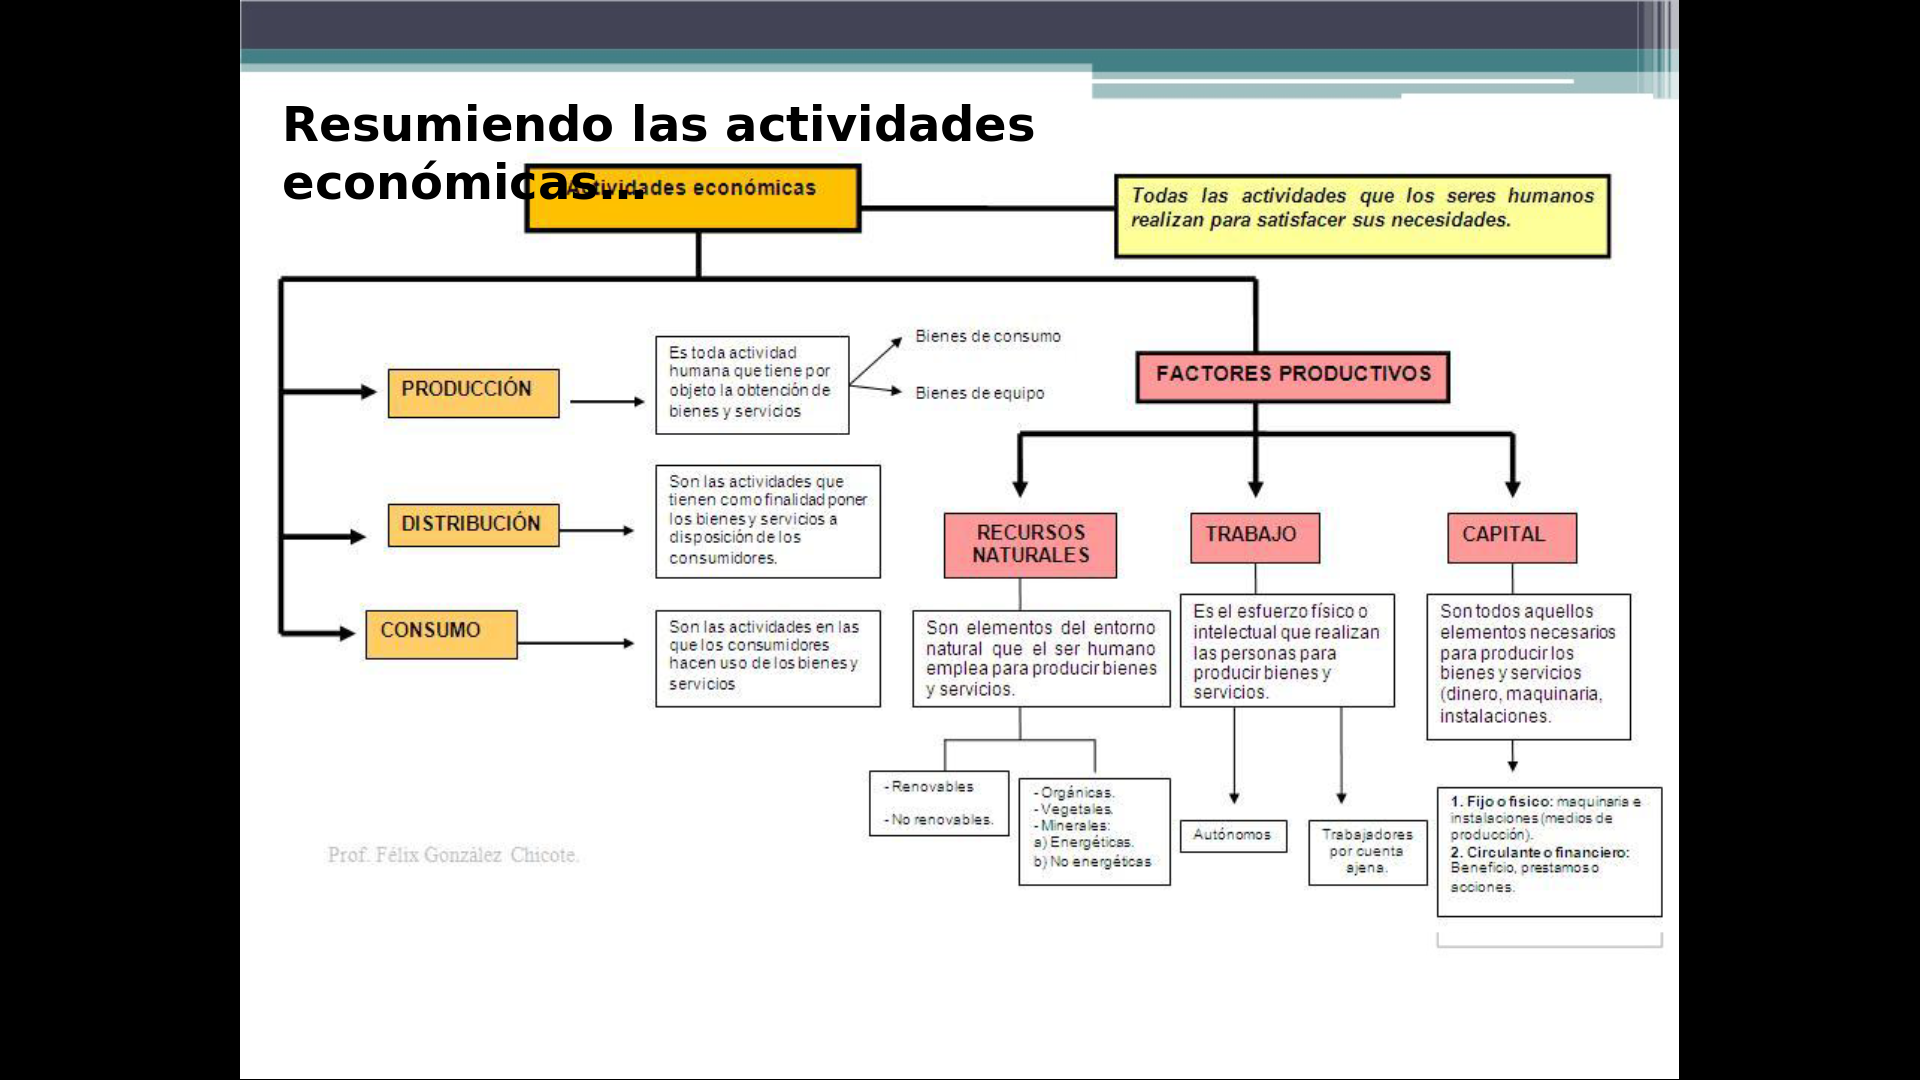 Resumiendo las actividades
económicas...
Actividades económicas
Todas las actividades que los seres humanos
realizan para satisfacer sus necesidades.
PRODUCCIÓN
Es toda actividad
humana que tiene por
objeto la obtención de
bienes y servicios
Bienes de consumo
Bienes de equipo
DISTRIBUCIÓN
Son las actividades que
tienen como finalidad poner
los bienes y servicios a
disposición de los
consumidores.
CONSUMO
Son las actividades en las
que los consumidores
hacen uso de los bienes y
servicios
FACTORES PRODUCTIVOS
RECURSOS
NATURALES
Son elementos del entorno
natural que el ser humano
emplea para producir bienes
y servicios.
- Renovables
- No renovables.
- Orgánicas.
- Vegetales.
- Minerales:
a) Energéticas.
b) No energéticas
TRABAJO
Es el esfuerzo físico o
intelectual que realizan
las personas para
producir bienes y
servicios.
Autónomos
Trabajadores
por cuenta
ajena.
CAPITAL
Son todos aquellos
elementos necesarios
para producir los
bienes y servicios
(dinero, maquinaria,
instalaciones.
1. Fijo o fisico: maquinaria e
instalaciones (medios de
producción).
2. Circulante o financiero:
Beneficio, prestamos o
acciones.
Prof. Félix González Chicote.